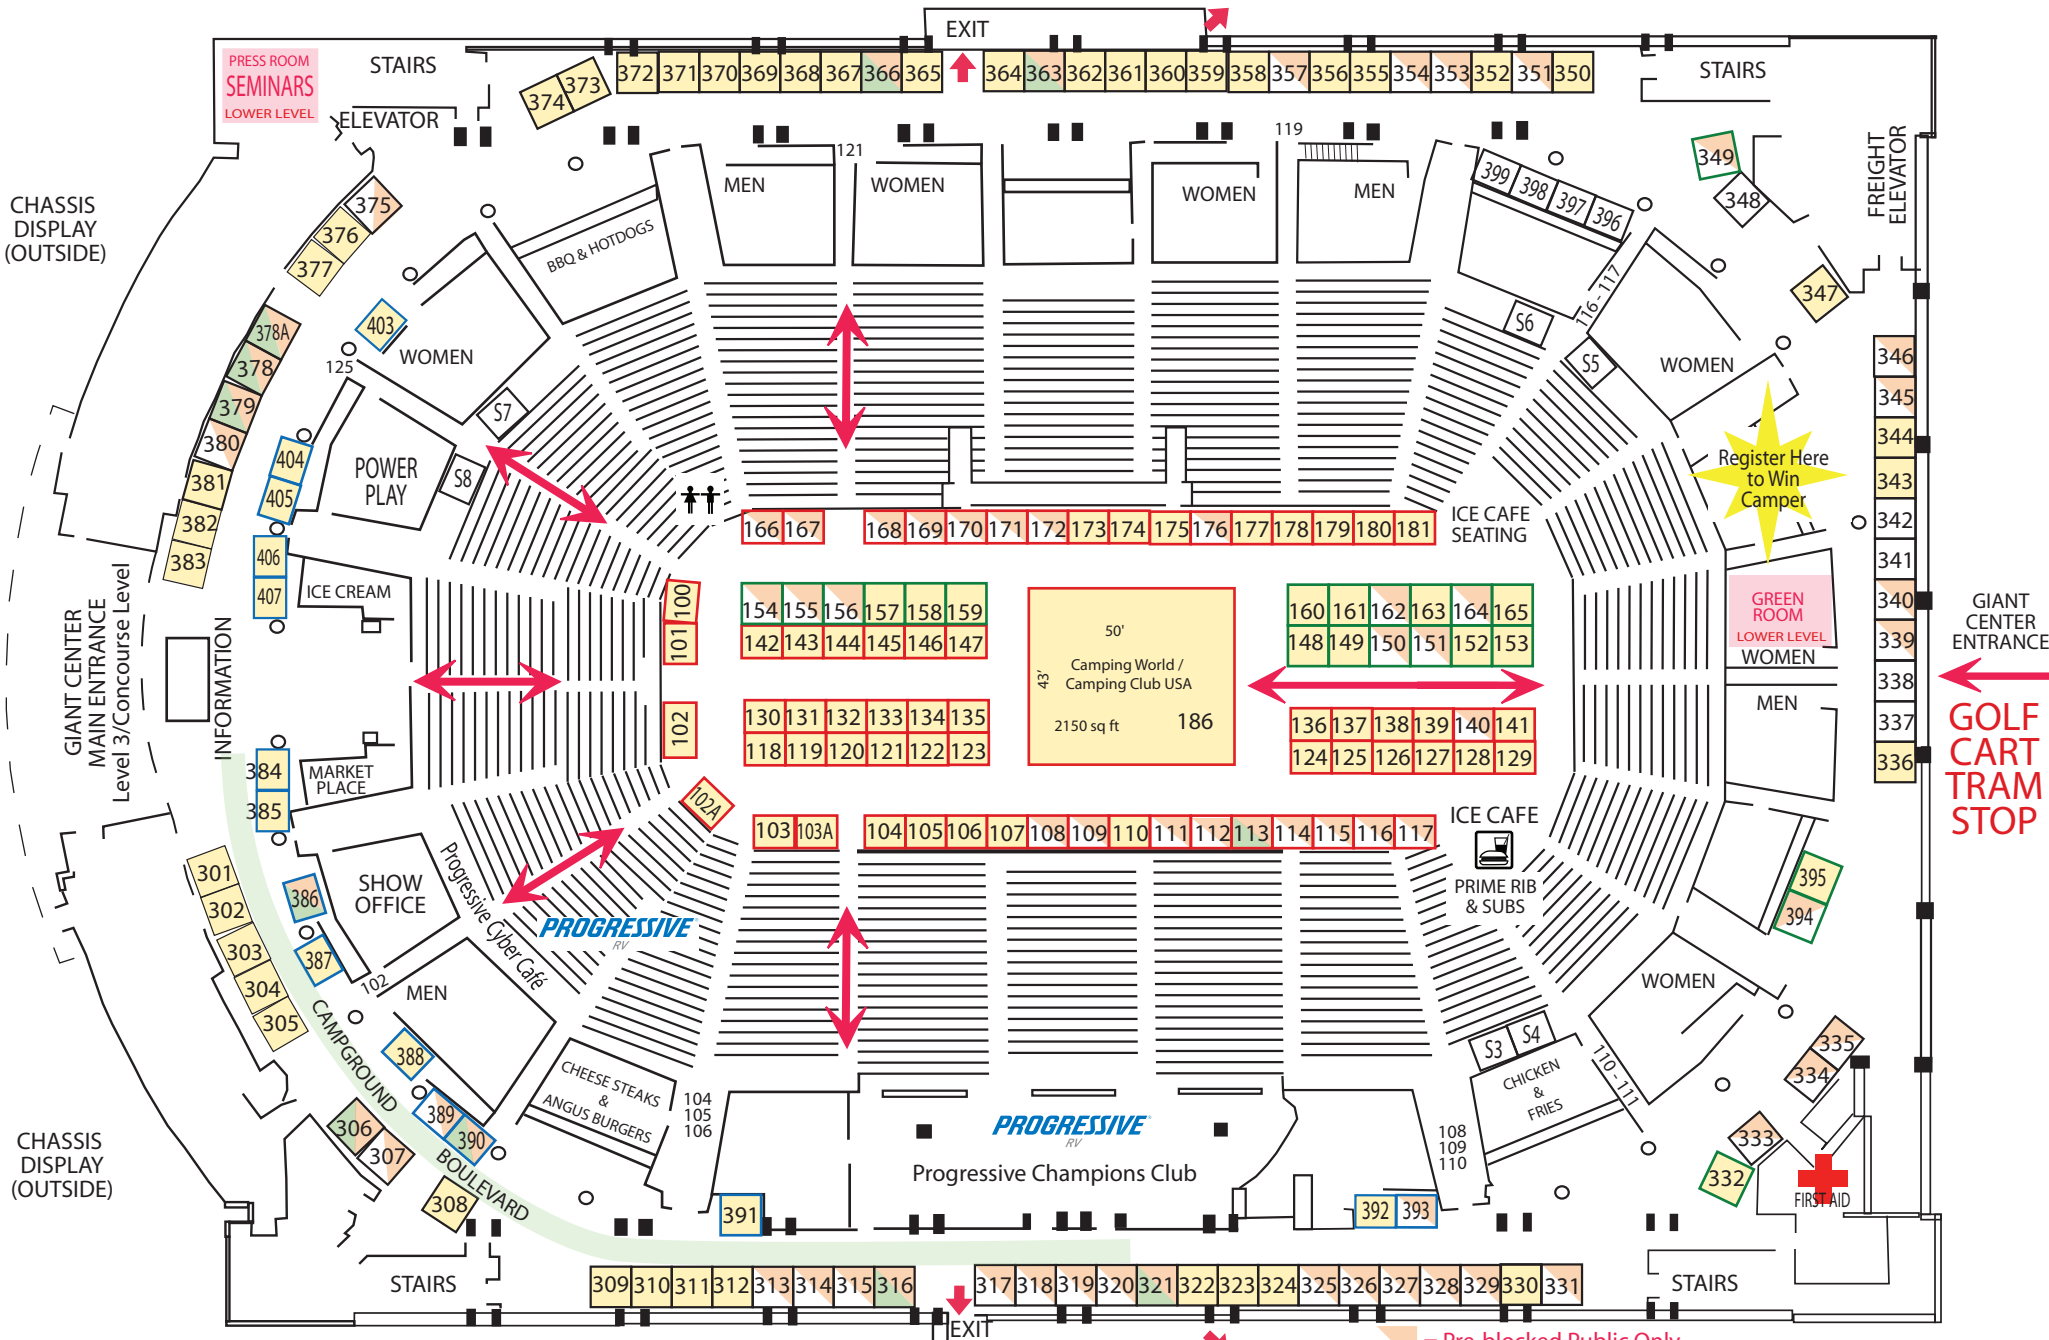 EXIT
PRESS ROOM
SEMINARS
LOWER LEVEL
STAIRS
ELEVATOR
374 373
372 371 370 369 368 367 366 365
364 363 362 361 360 359 358 357 356 355 354 353 352 351 350
STAIRS
CHASSIS
DISPLAY
(OUTSIDE)
375
376
377
378A
378
379
380
381
382
383
403
404
405
406
407
125
121
119
MEN
WOMEN
WOMEN
MEN
BBQ & HOTDOGS
WOMEN
S7
S8
POWER
PLAY
ICE CREAM
399 398 397 396
116 - 117
S6
S5
WOMEN
349
348
347
FREIGHT
ELEVATOR
346
345
344
343
342
341
340
339
338
337
336
Register Here
to Win
Camper
GREEN
ROOM
LOWER LEVEL
WOMEN
MEN
GIANT
CENTER
ENTRANCE
GOLF
CART
TRAM
STOP
166 167
168 169 170 171 172 173 174 175 176 177 178 179 180 181
ICE CAFE
SEATING
100
101
102
102A
154 155 156 157 158 159
142 143 144 145 146 147
160 161 162 163 164 165
148 149 150 151 152 153
50'
43'
Camping World /
Camping Club USA
2150 sq ft
186
130 131 132 133 134 135
118 119 120 121 122 123
136 137 138 139 140 141
124 125 126 127 128 129
103 103A
104 105 106 107 108 109 110 111 112 113 114 115 116 117
ICE CAFE
PRIME RIB
& SUBS
GIANT CENTER
MAIN ENTRANCE
Level 3/Concourse Level
INFORMATION
384
385
MARKET
PLACE
SHOW
OFFICE
Progressive Cyber Café
PROGRESSIVE
RV
301
302
303
304
305
386
387
102
MEN
388
389
390
306
307
308
CAMPGROUND
BOULEVARD
CHASSIS
DISPLAY
(OUTSIDE)
CHEESE STEAKS
&
ANGUS BURGERS
104
105
106
391
PROGRESSIVE
RV
Progressive Champions Club
108
109
110
392 393
S3 S4
CHICKEN
&
FRIES
110 - 111
WOMEN
395
394
335
334
333
332
FIRST AID
STAIRS
309 310 311 312 313 314 315 316
317 318 319 320 321 322 323 324 325 326 327 328 329 330 331
STAIRS
EXIT
= Pre-blocked Public Only